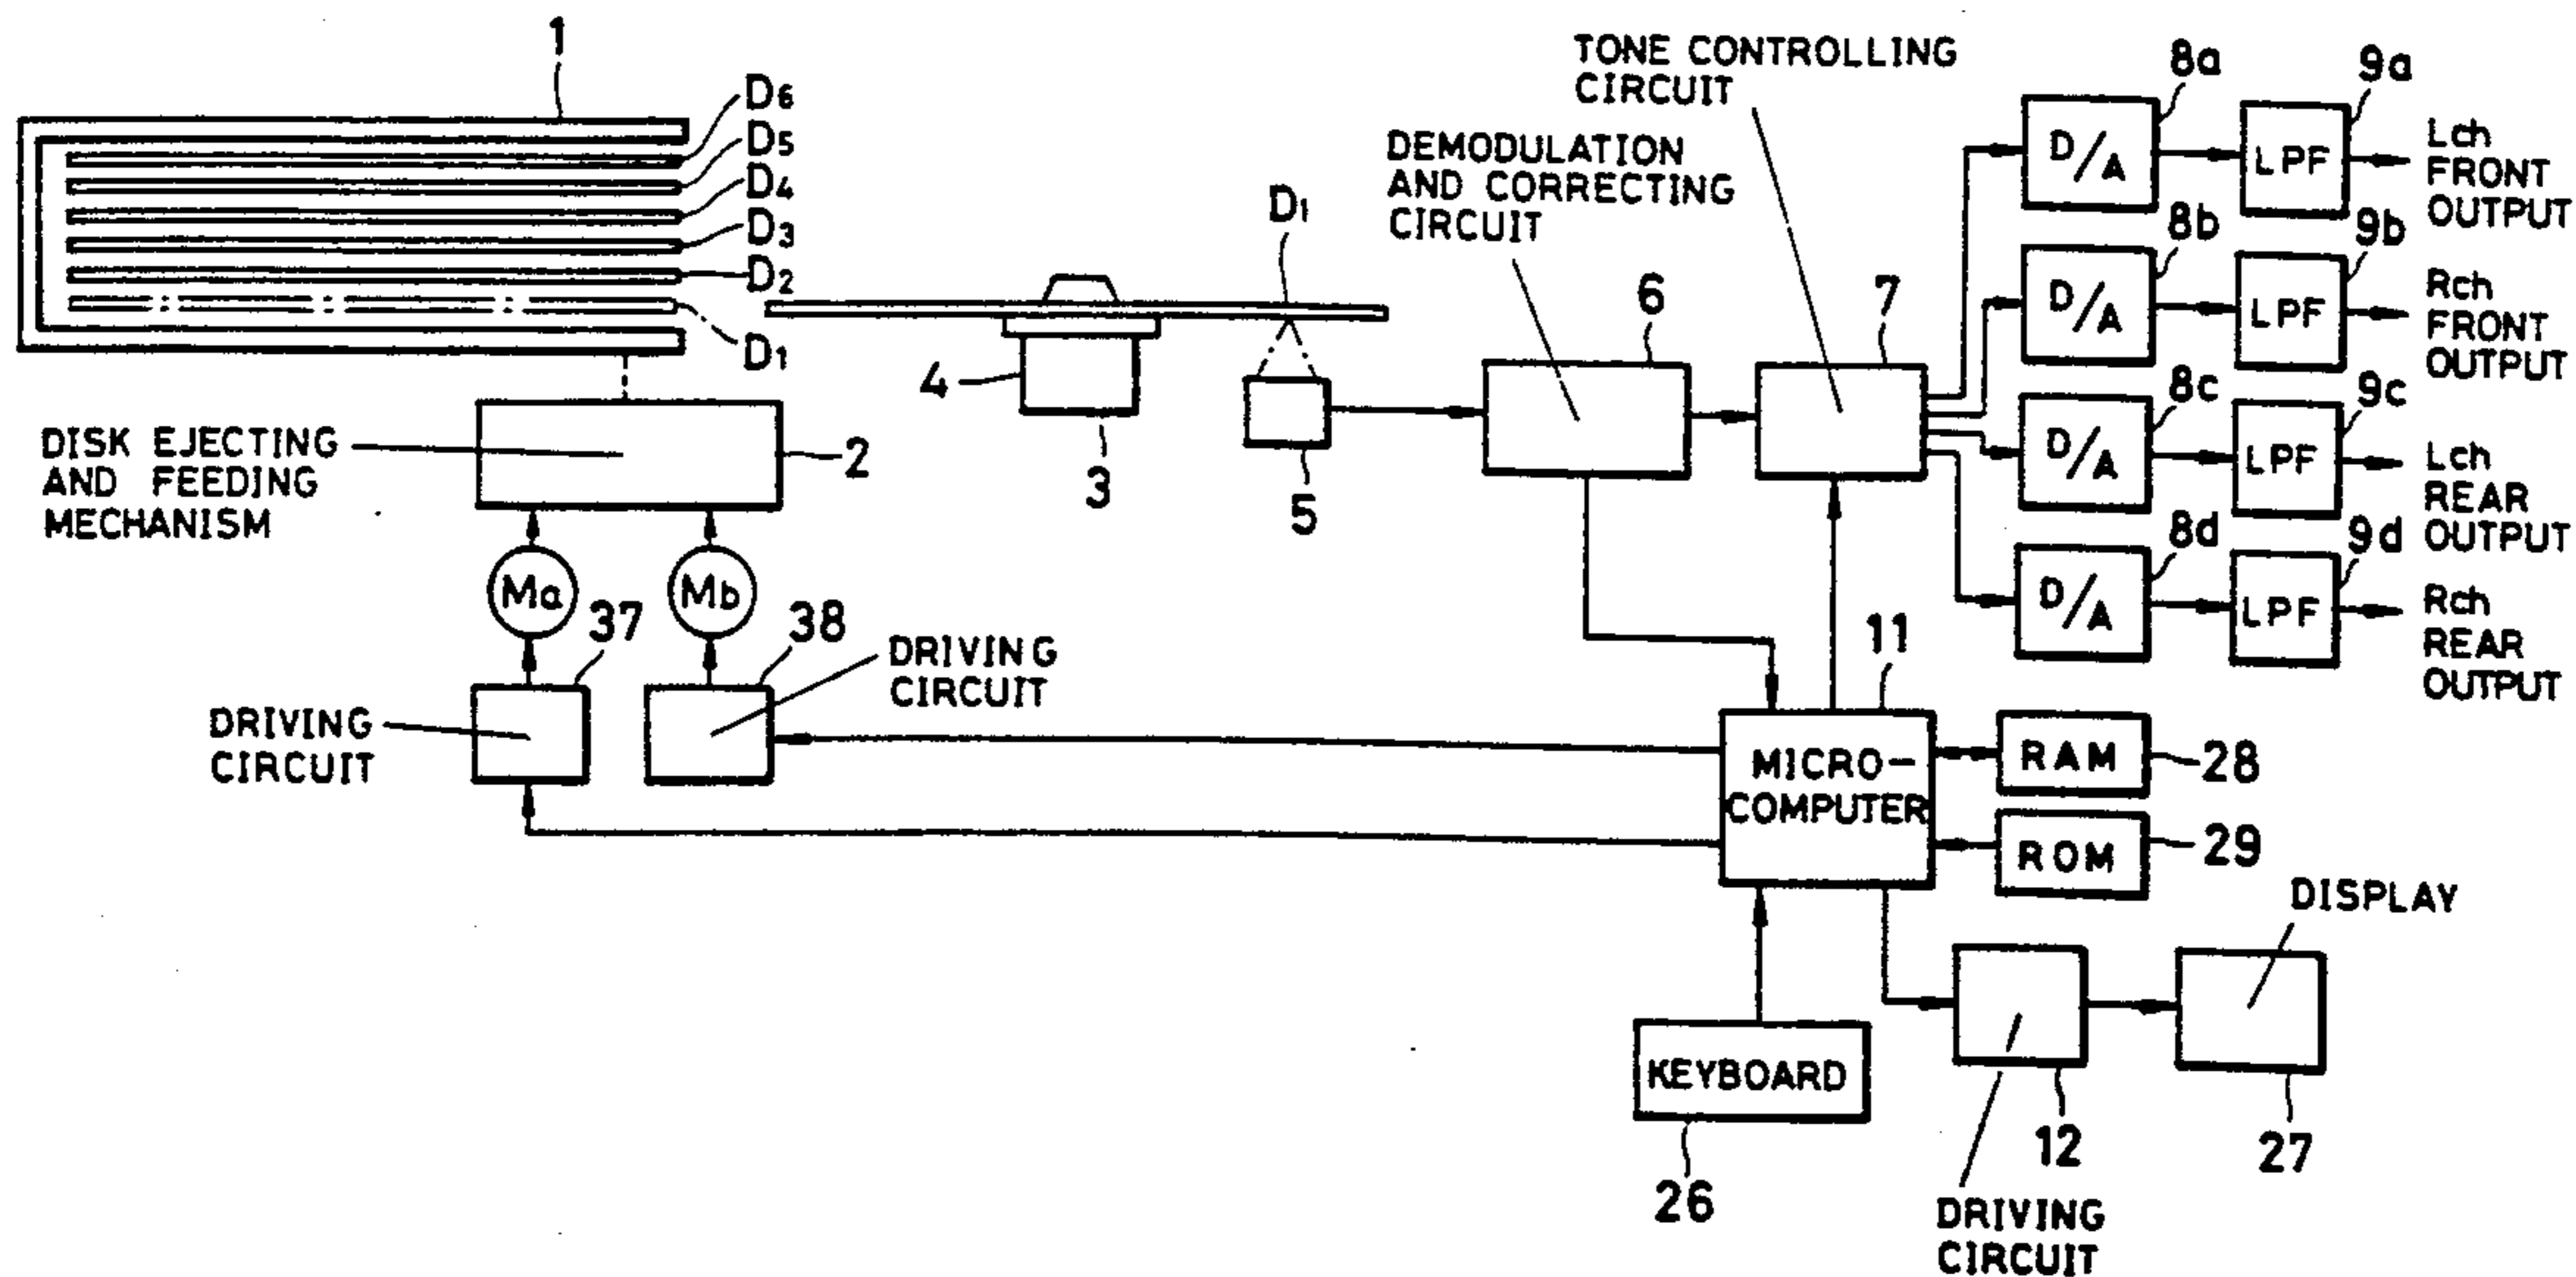 1
D6
D5
D4
D3
D2
D1
DISK EJECTING
AND FEEDING
MECHANISM
2
Ma
Mb
37
38
DRIVING
CIRCUIT
DRIVING
CIRCUIT
4
3
D1
5
DEMODULATION
AND CORRECTING
CIRCUIT
6
TONE CONTROLLING
CIRCUIT
7
8a
D/A
9a
LPF
Lch
FRONT
OUTPUT
8b
D/A
9b
LPF
Rch
FRONT
OUTPUT
8c
D/A
9c
LPF
Lch
REAR
OUTPUT
8d
D/A
9d
LPF
Rch
REAR
OUTPUT
11
MICRO-
COMPUTER
RAM
28
ROM
29
KEYBOARD
26
12
DRIVING
CIRCUIT
DISPLAY
27